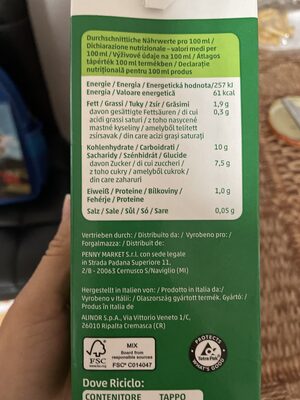 Durchschnittliche Nährwerte pro 100 ml /
Dichiarazione nutrizionale – valori medi per
100 ml / Výživové údaje na 100 ml / Átlagos
tápérték 100 ml termékben / Declarație
nutrițională pentru 100 ml produs
Energie / Energia / Energetická hodnota/ 257 kJ
Energia / Valoare energetică 61 kcal
Fett / Grassi / Tuky / Zsír / Grăsimi 1,9 g
davon gesättigte Fettsäuren / di cui 0,3 g
acidi grassi saturi / z toho nasycené
mastné kyseliny / amelyből telített
zsírsavak / din care acizi grași saturați
Kohlenhydrate / Carboidrati / 10 g
Sacharidy / Szénhidrát / Glucide
davon Zucker / di cui zuccheri / 7,5 g
z toho cukry / amelyből cukrok /
din care zaharuri
Eiweiß / Proteine / Bílkoviny / 1,0 g
Fehérje / Proteine
Salz / Sale / Sůl / Só / Sare 0,05 g
Vertrieben durch: / Distribuito da: / Vyrobeno pro: /
Forgalmazza: / Distribuit de:
PENNY MARKET S.r.l. con sede legale
in Strada Padana Superiore 11,
2/B - 20063 Cernusco S/Naviglio (MI)
Hergestellt in Italien von: / Prodotto in Italia da: /
Vyrobeno v Itálii: / Olaszország gyártott termék. Gyártó: /
Produs în Italia de
ALINOR S.p.A., Via Vittorio Veneto 1/C,
26010 Ripalta Cremasca (CR)
FSC
MIX
Board from
responsible sources
FSC® C014047
PROTECTS
Tetra Pak
WHAT'S GOOD
Dove Riciclo:
CONTENITORE TAPPO